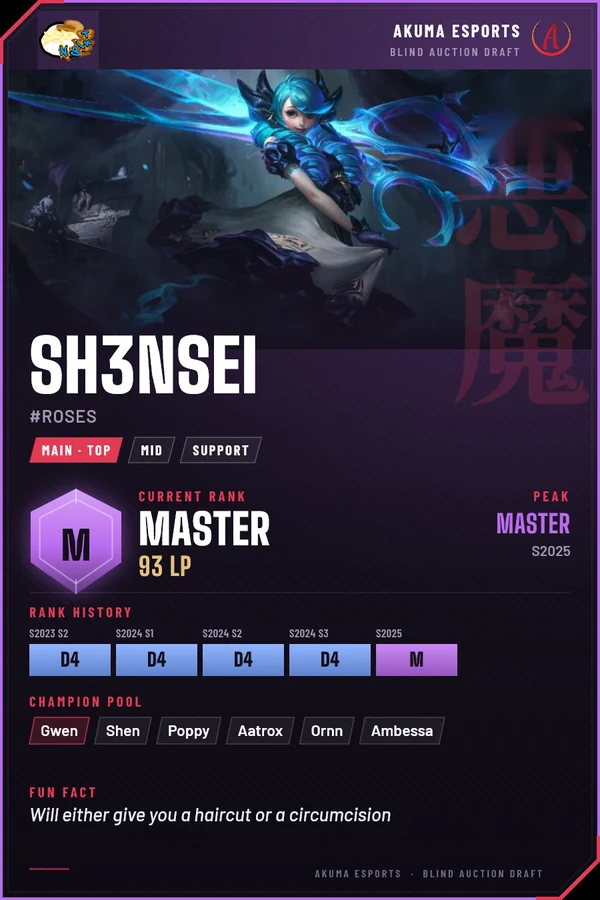 AKUMA ESPORTS
BLIND AUCTION DRAFT
悪魔
SH3NSEI
#ROSES
MAIN · TOP
MID
SUPPORT
M
CURRENT RANK
MASTER
93 LP
PEAK
MASTER
S2025
RANK HISTORY
S2023 S2 S2024 S1 S2024 S2 S2024 S3 S2025
D4 D4 D4 D4 M
CHAMPION POOL
Gwen Shen Poppy Aatrox Ornn Ambessa
FUN FACT
Will either give you a haircut or a circumcision
AKUMA ESPORTS · BLIND AUCTION DRAFT